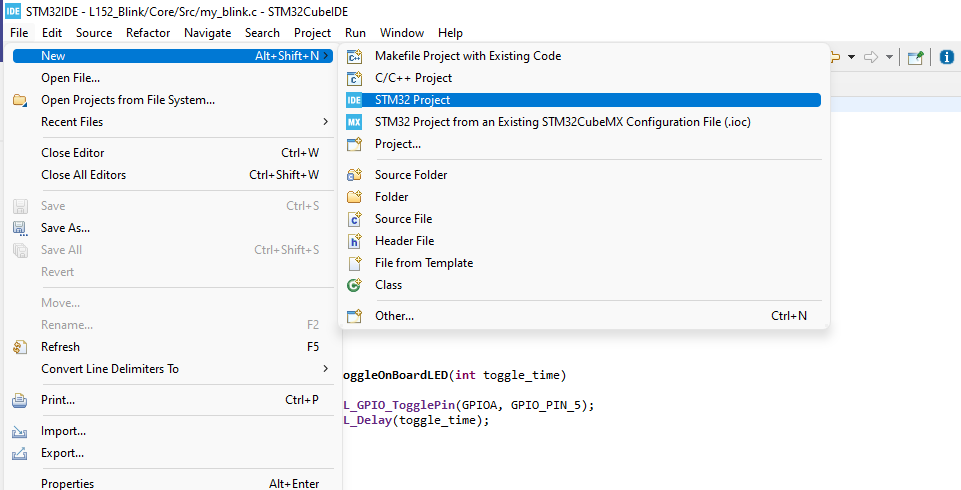 IDE STM32IDE - L152_Blink/Core/Src/my_blink.c - STM32CubeIDE
File Edit Source Refactor Navigate Search Project Run Window Help
New Alt+Shift+N >
Open File...
Open Projects from File System...
Recent Files >
Close Editor Ctrl+W
Close All Editors Ctrl+Shift+W
Save Ctrl+S
Save As...
Save All Ctrl+Shift+S
Revert
Move...
Rename... F2
Refresh F5
Convert Line Delimiters To >
Print... Ctrl+P
Import...
Export...
Properties Alt+Enter
Makefile Project with Existing Code
C/C++ Project
IDE STM32 Project
MX STM32 Project from an Existing STM32CubeMX Configuration File (.ioc)
Project...
Source Folder
Folder
Source File
Header File
File from Template
Class
Other... Ctrl+N
oggleOnBoardLED(int toggle_time)
L_GPIO_TogglePin(GPIOA, GPIO_PIN_5);
L_Delay(toggle_time);